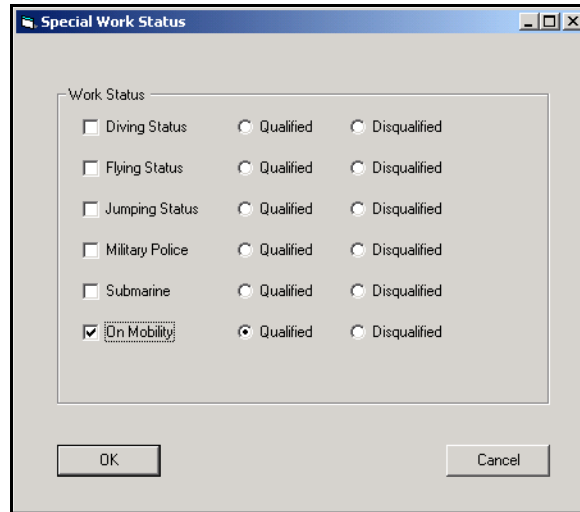 Special Work Status
Work Status
Diving Status Qualified Disqualified
Flying Status Qualified Disqualified
Jumping Status Qualified Disqualified
Military Police Qualified Disqualified
Submarine Qualified Disqualified
On Mobility Qualified Disqualified
OK Cancel